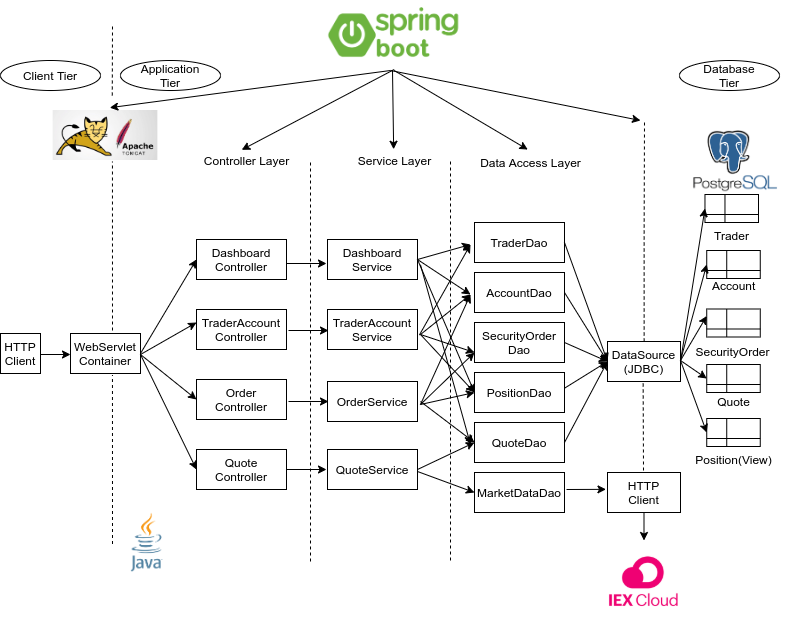 spring
boot
Client Tier
Application
Tier
Database
Tier
Apache
TOMCAT
Controller Layer
Service Layer
Data Access Layer
PostgreSQL
Trader
Account
SecurityOrder
Quote
Position(View)
HTTP
Client
WebServlet
Container
Dashboard
Controller
TraderAccount
Controller
Order
Controller
Quote
Controller
Dashboard
Service
TraderAccount
Service
OrderService
QuoteService
TraderDao
AccountDao
SecurityOrder
Dao
PositionDao
QuoteDao
MarketDataDao
DataSource
(JDBC)
HTTP
Client
Java
IEX Cloud